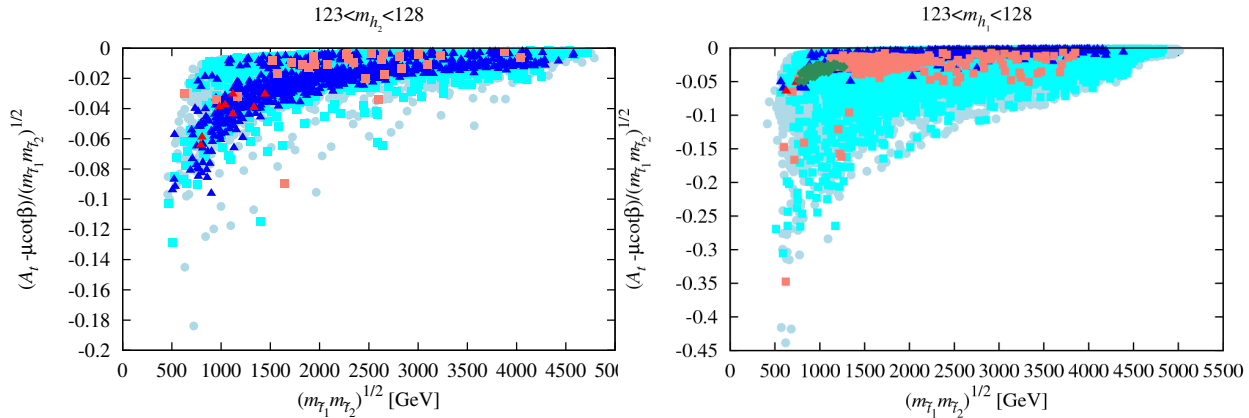 123<m_{h_2}<128
(A_t -μcotβ)/(m_{t̃_1}m_{t̃_2})^{1/2}
0
-0.02
-0.04
-0.06
-0.08
-0.1
-0.12
-0.14
-0.16
-0.18
-0.2
0 500 1000 1500 2000 2500 3000 3500 4000 4500 500
(m_{t̃_1}m_{t̃_2})^{1/2} [GeV]
123<m_{h_1}<128
(A_t -μcotβ)/(m_{t̃_1}m_{t̃_2})^{1/2}
0
-0.05
-0.1
-0.15
-0.2
-0.25
-0.3
-0.35
-0.4
-0.45
0 500 1000 1500 2000 2500 3000 3500 4000 4500 5000 5500
(m_{t̃_1}m_{t̃_2})^{1/2} [GeV]